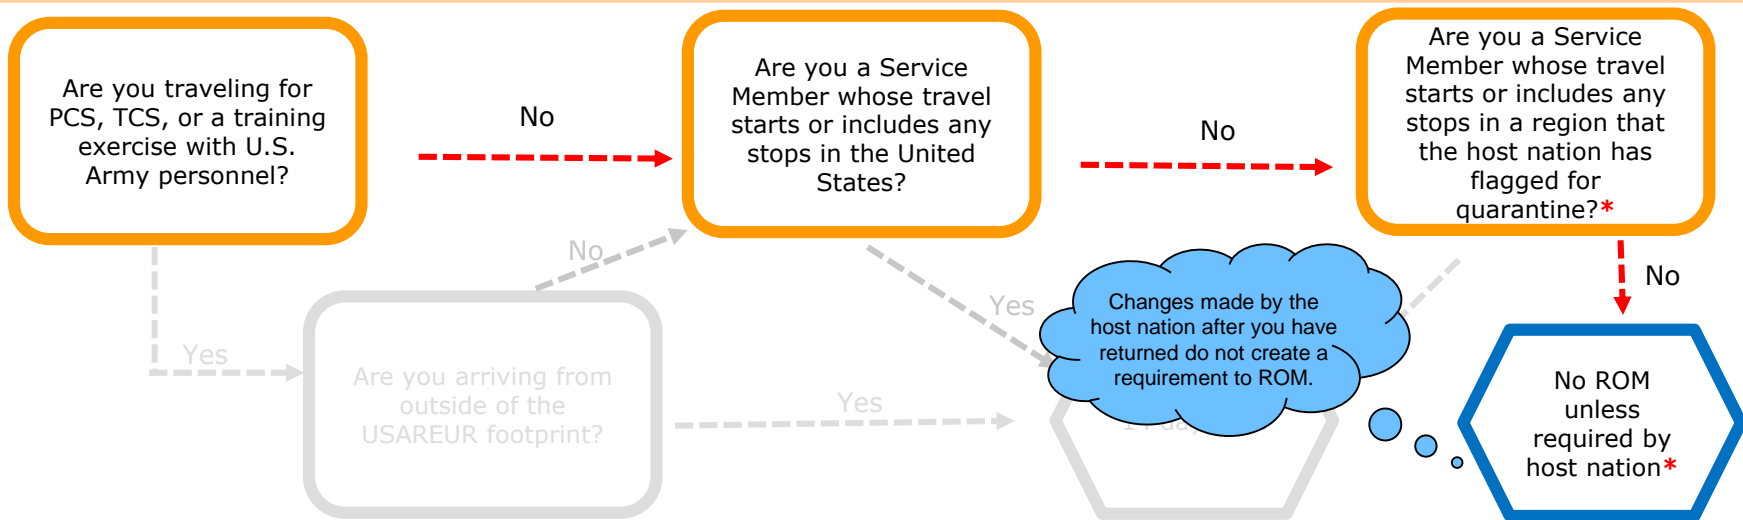 Are you traveling for
PCS, TCS, or a training
exercise with U.S.
Army personnel?
No
Are you a Service
Member whose travel
starts or includes any
stops in the United
States?
No
Are you a Service
Member whose travel
starts or includes any
stops in a region that
the host nation has
flagged for
quarantine?*
No
Yes
No
Yes
Are you arriving from
outside of the
USAREUR footprint?
Yes
Changes made by the
host nation after you have
returned do not create a
requirement to ROM.
No ROM
unless
required by
host nation*